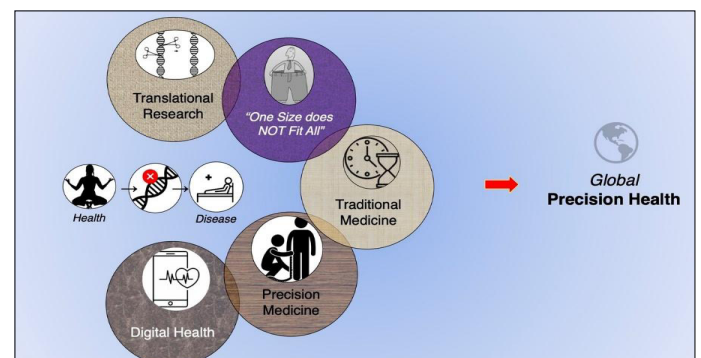 Translational
Research
"One Size does
NOT Fit All"
Traditional
Medicine
Health
Disease
Precision
Medicine
Digital Health
Global
Precision Health